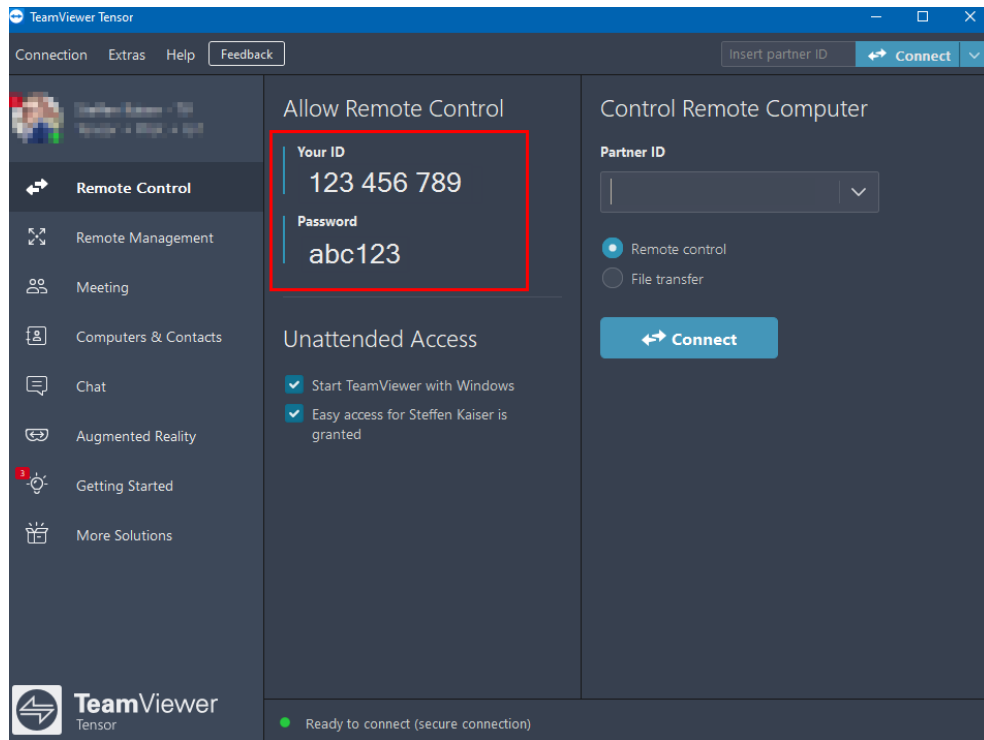 TeamViewer Tensor
Connection Extras Help Feedback
Insert partner ID Connect
Remote Control
Remote Management
Meeting
Computers & Contacts
Chat
Augmented Reality
3
Getting Started
More Solutions
TeamViewer
Tensor
Allow Remote Control
Your ID
123 456 789
Password
abc123
Unattended Access
Start TeamViewer with Windows
Easy access for Steffen Kaiser is
granted
Control Remote Computer
Partner ID
Remote control
File transfer
Connect
Ready to connect (secure connection)